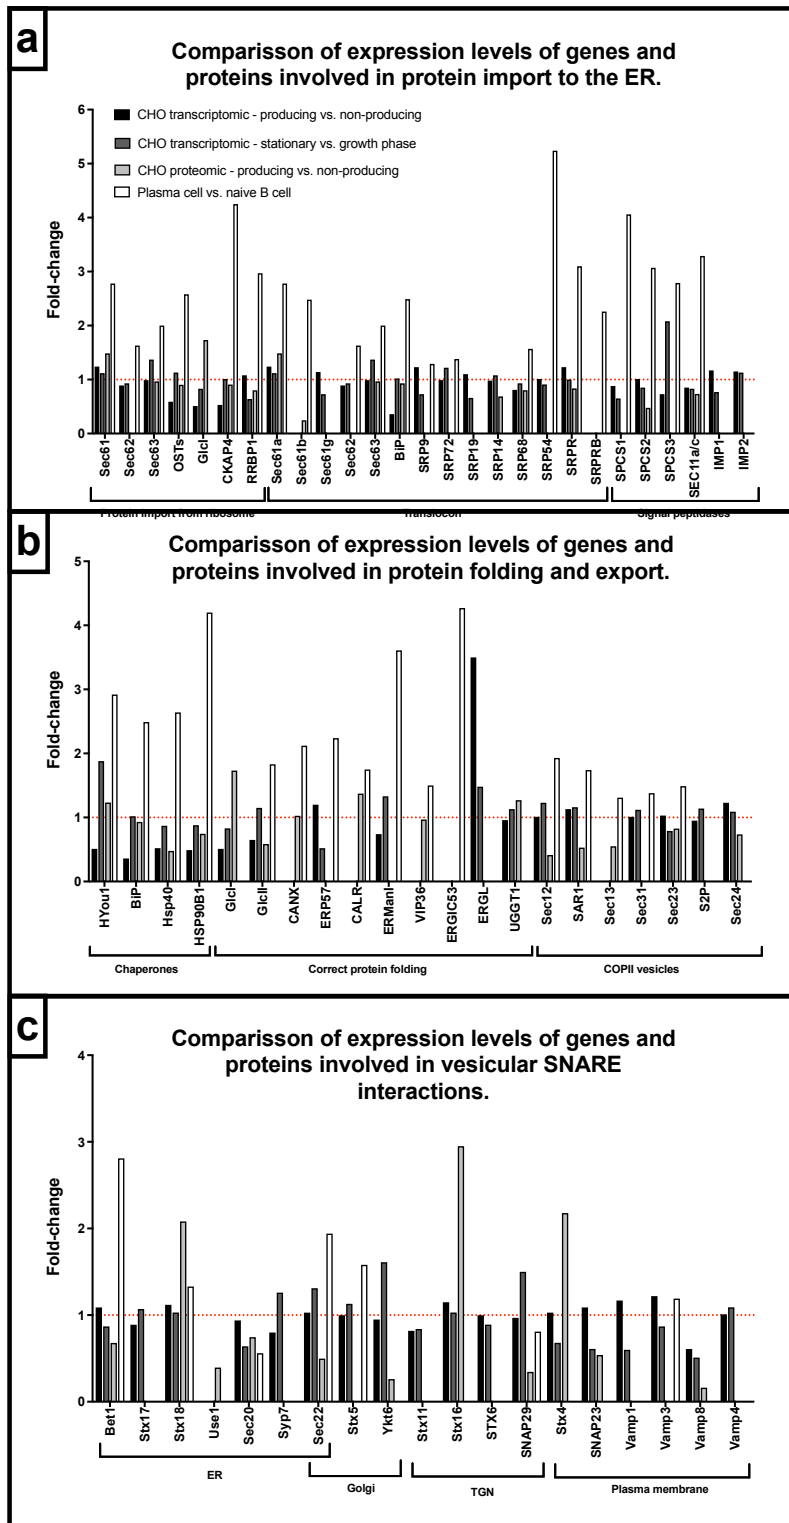 a
Comparisson of expression levels of genes and
proteins involved in protein import to the ER.
6
5
4
3
2
1
0
Fold-change
CHO transcriptomic - producing vs. non-producing
CHO transcriptomic - stationary vs. growth phase
CHO proteomic - producing vs. non-producing
Plasma cell vs. naive B cell
Sec61
Sec62
Sec63
OSTs
GlcI
CKAP4
RRBP1
Sec61a
Sec61b
Sec61g
Sec62
Sec63
BiP
SRP9
SRP72
SRP19
SRP14
SRP68
SRP54
SRPR
SRPRB
SPCS1
SPCS2
SPCS3
SEC11a/c
IMP1
IMP2
Protein import from ribosome
Translocon
Signal peptidases
b
Comparisson of expression levels of genes and
proteins involved in protein folding and export.
5
4
3
2
1
0
Fold-change
HYou1
BiP
Hsp40
HSP90B1
GlcI
GlcII
CANX
ERP57
CALR
ERManI
VIP36
ERGIC53
ERGL
UGGT1
Sec12
SAR1
Sec13
Sec31
Sec23
S2P
Sec24
Chaperones
Correct protein folding
COPII vesicles
c
Comparisson of expression levels of genes and
proteins involved in vesicular SNARE
interactions.
4
3
2
1
0
Fold-change
Bet1
Stx17
Stx18
Use1
Sec20
Syp7
Sec22
Stx5
Ykt6
Stx11
Stx16
STX6
SNAP29
Stx4
SNAP23
Vamp1
Vamp3
Vamp8
Vamp4
ER
Golgi
TGN
Plasma membrane